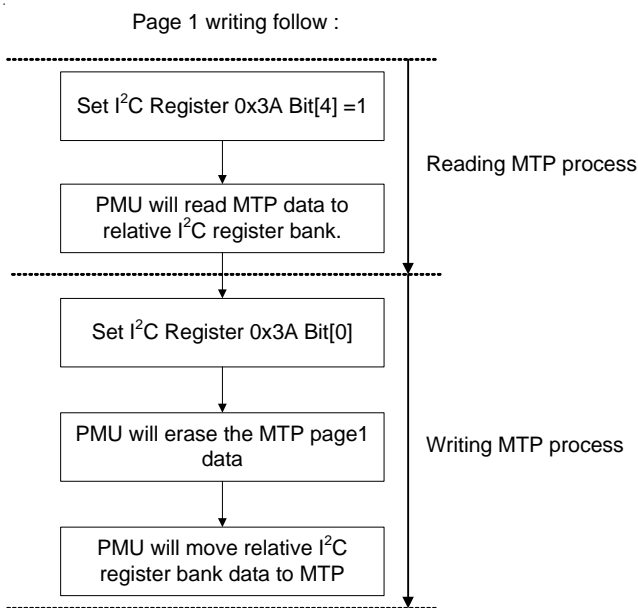 Page 1 writing follow :
Set I²C Register 0x3A Bit[4] =1
Reading MTP process
PMU will read MTP data to
relative I²C register bank.
Set I²C Register 0x3A Bit[0]
PMU will erase the MTP page1
data
Writing MTP process
PMU will move relative I²C
register bank data to MTP